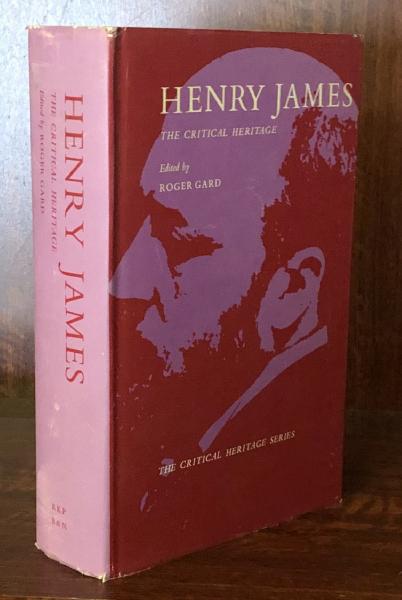 HENRY JAMES
THE CRITICAL HERITAGE
Edited by ROGER GARD
RKP
B&N
HENRY JAMES
THE CRITICAL HERITAGE
Edited by
ROGER GARD
THE CRITICAL HERITAGE SERIES